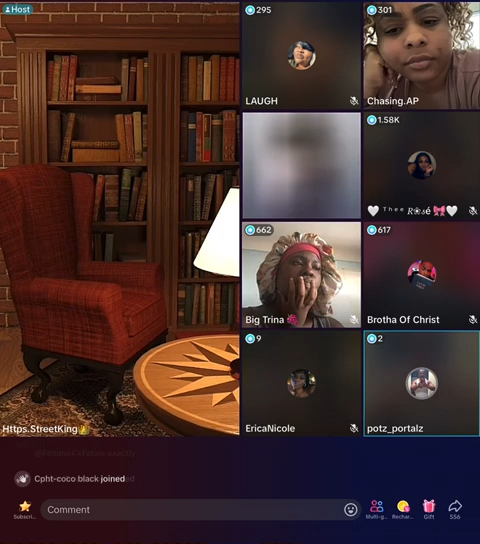 Host
Https.StreetKing
295
LAUGH
301
Chasing.AP
1.58K
ᵀʰᵉᵉ 𝑅❀𝓈é
662
Big Trina
617
Brotha Of Christ
9
EricaNicole
2
potz_portalz
Cpht-coco black joined
Subscri...
Comment
Multi-g...
Rechar...
Gift
556